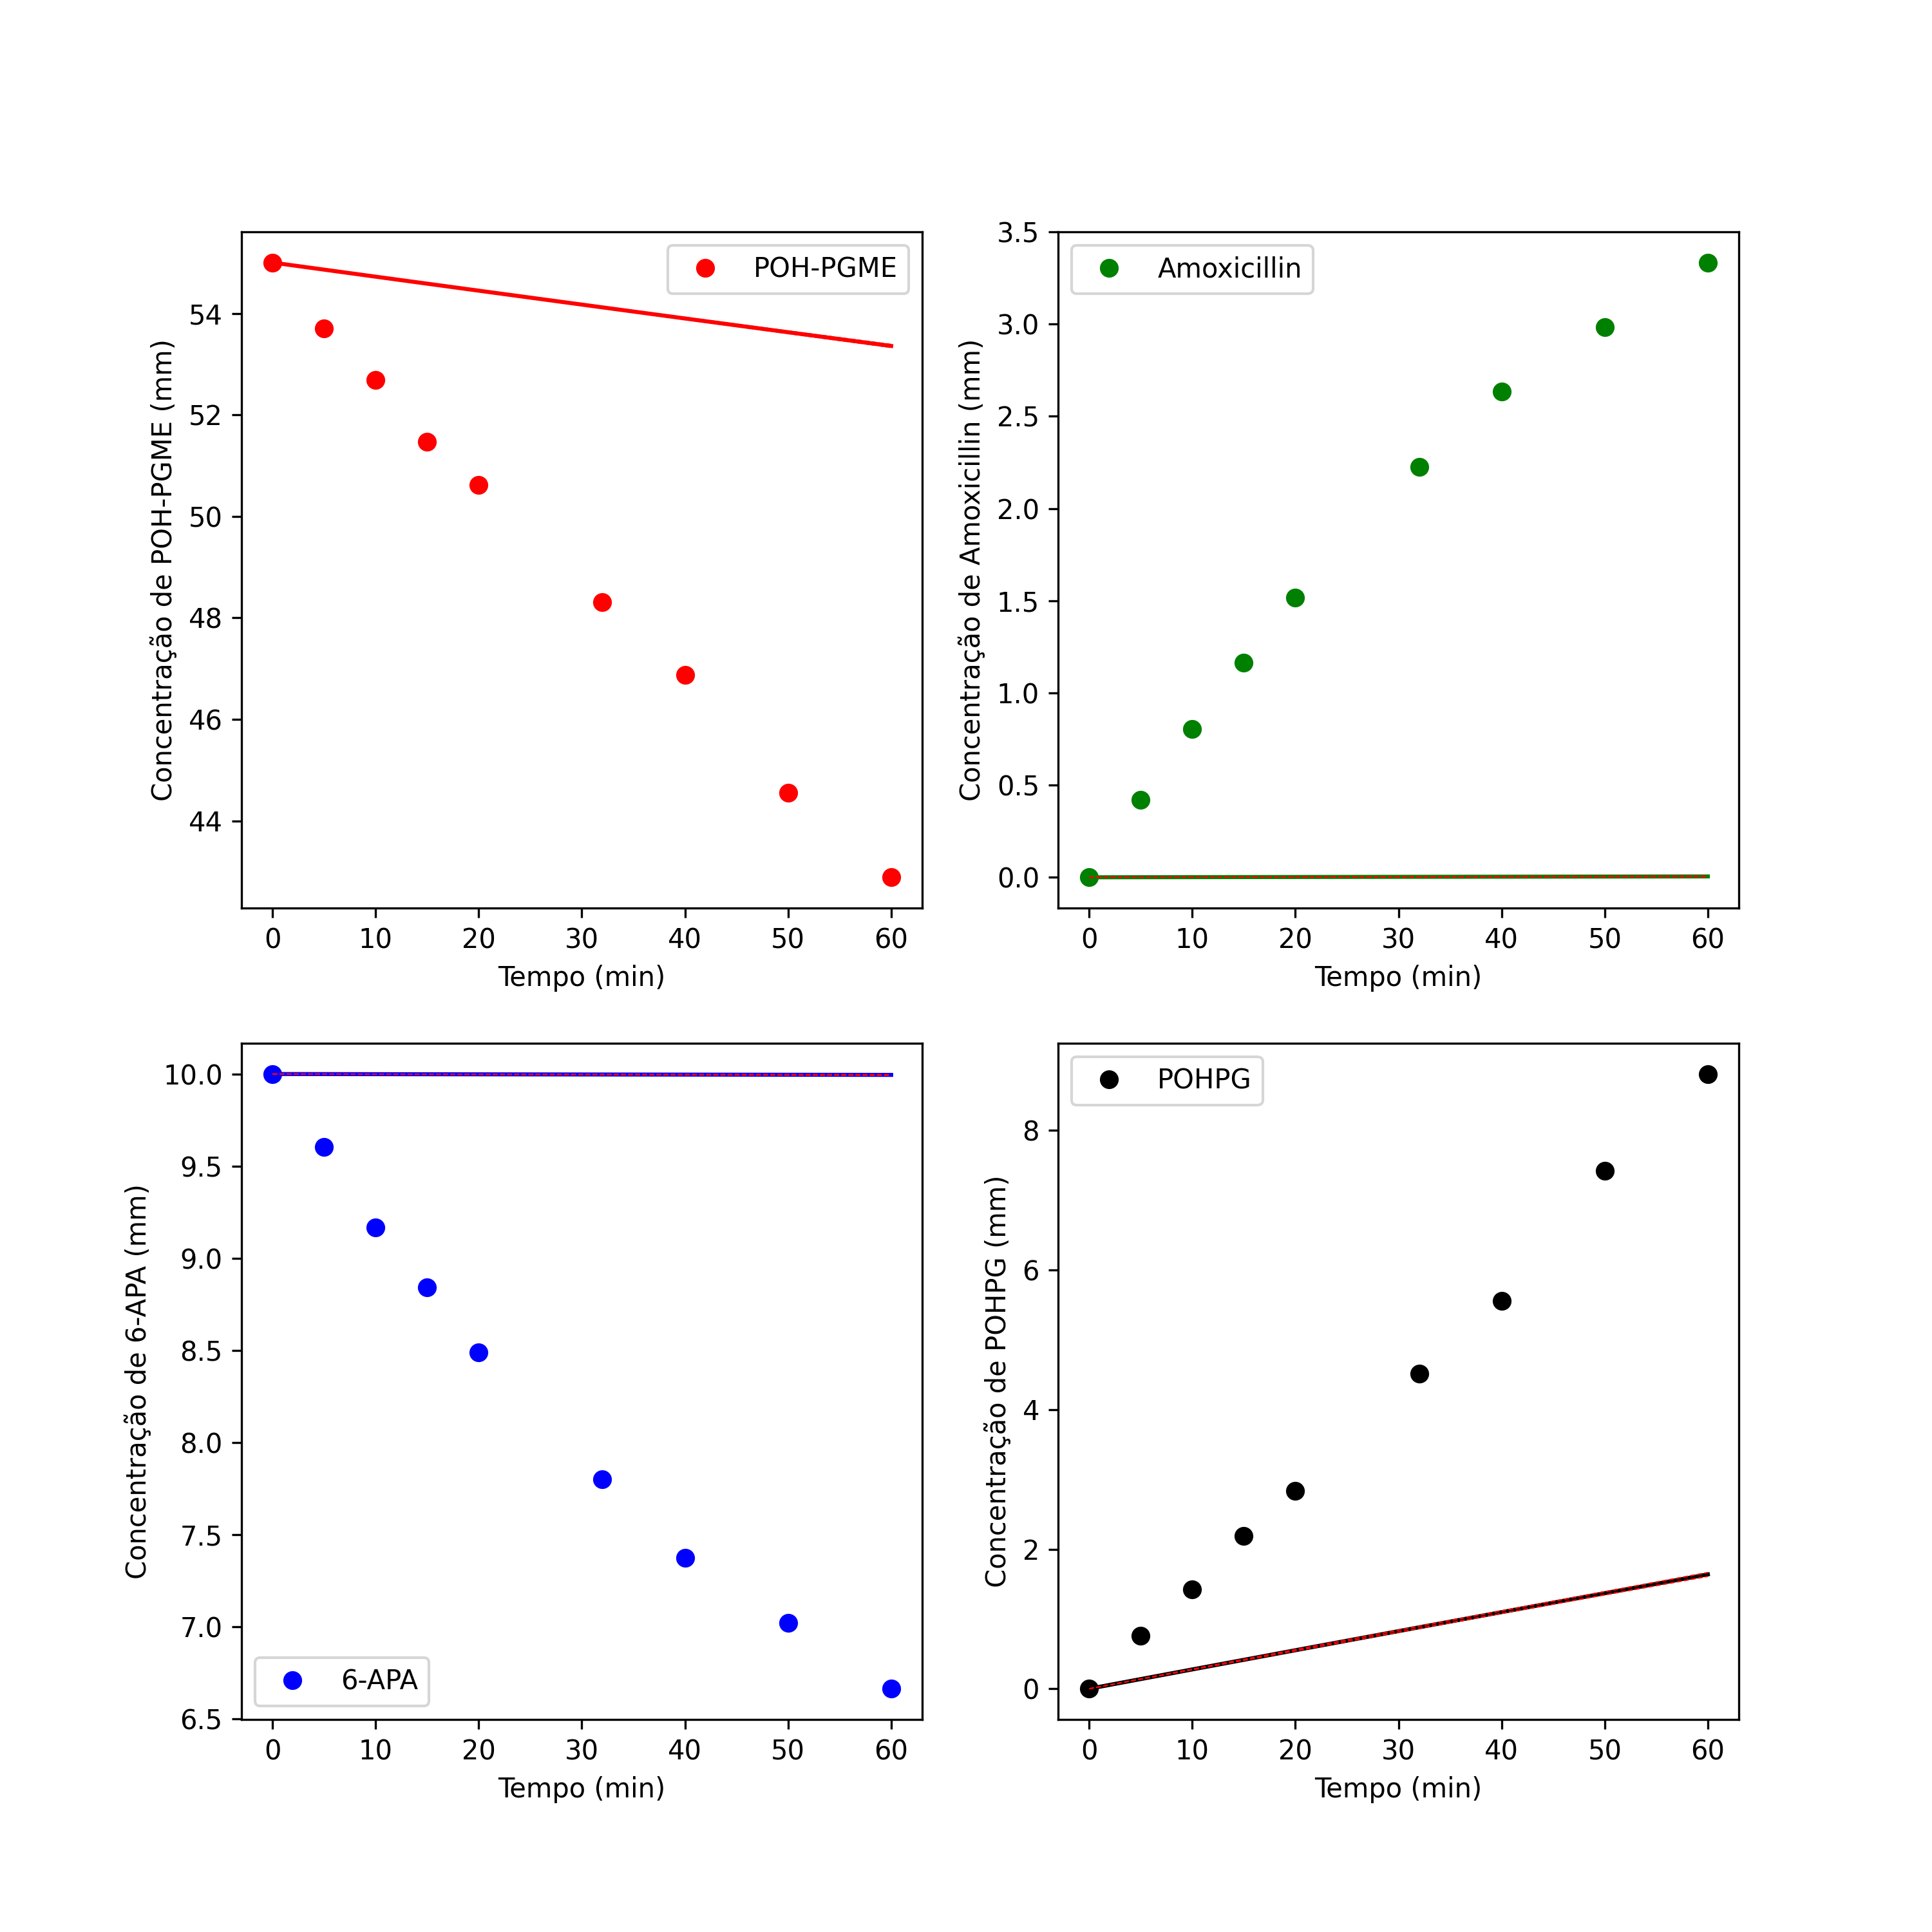 POH-PGME
Concentração de POH-PGME (mm)
54
52
50
48
46
44
0 10 20 30 40 50 60
Tempo (min)
Amoxicillin
Concentração de Amoxicillin (mm)
3.5
3.0
2.5
2.0
1.5
1.0
0.5
0.0
0 10 20 30 40 50 60
Tempo (min)
Concentração de 6-APA (mm)
10.0
9.5
9.0
8.5
8.0
7.5
7.0
6.5
6-APA
0 10 20 30 40 50 60
Tempo (min)
POHPG
Concentração de POHPG (mm)
8
6
4
2
0
0 10 20 30 40 50 60
Tempo (min)